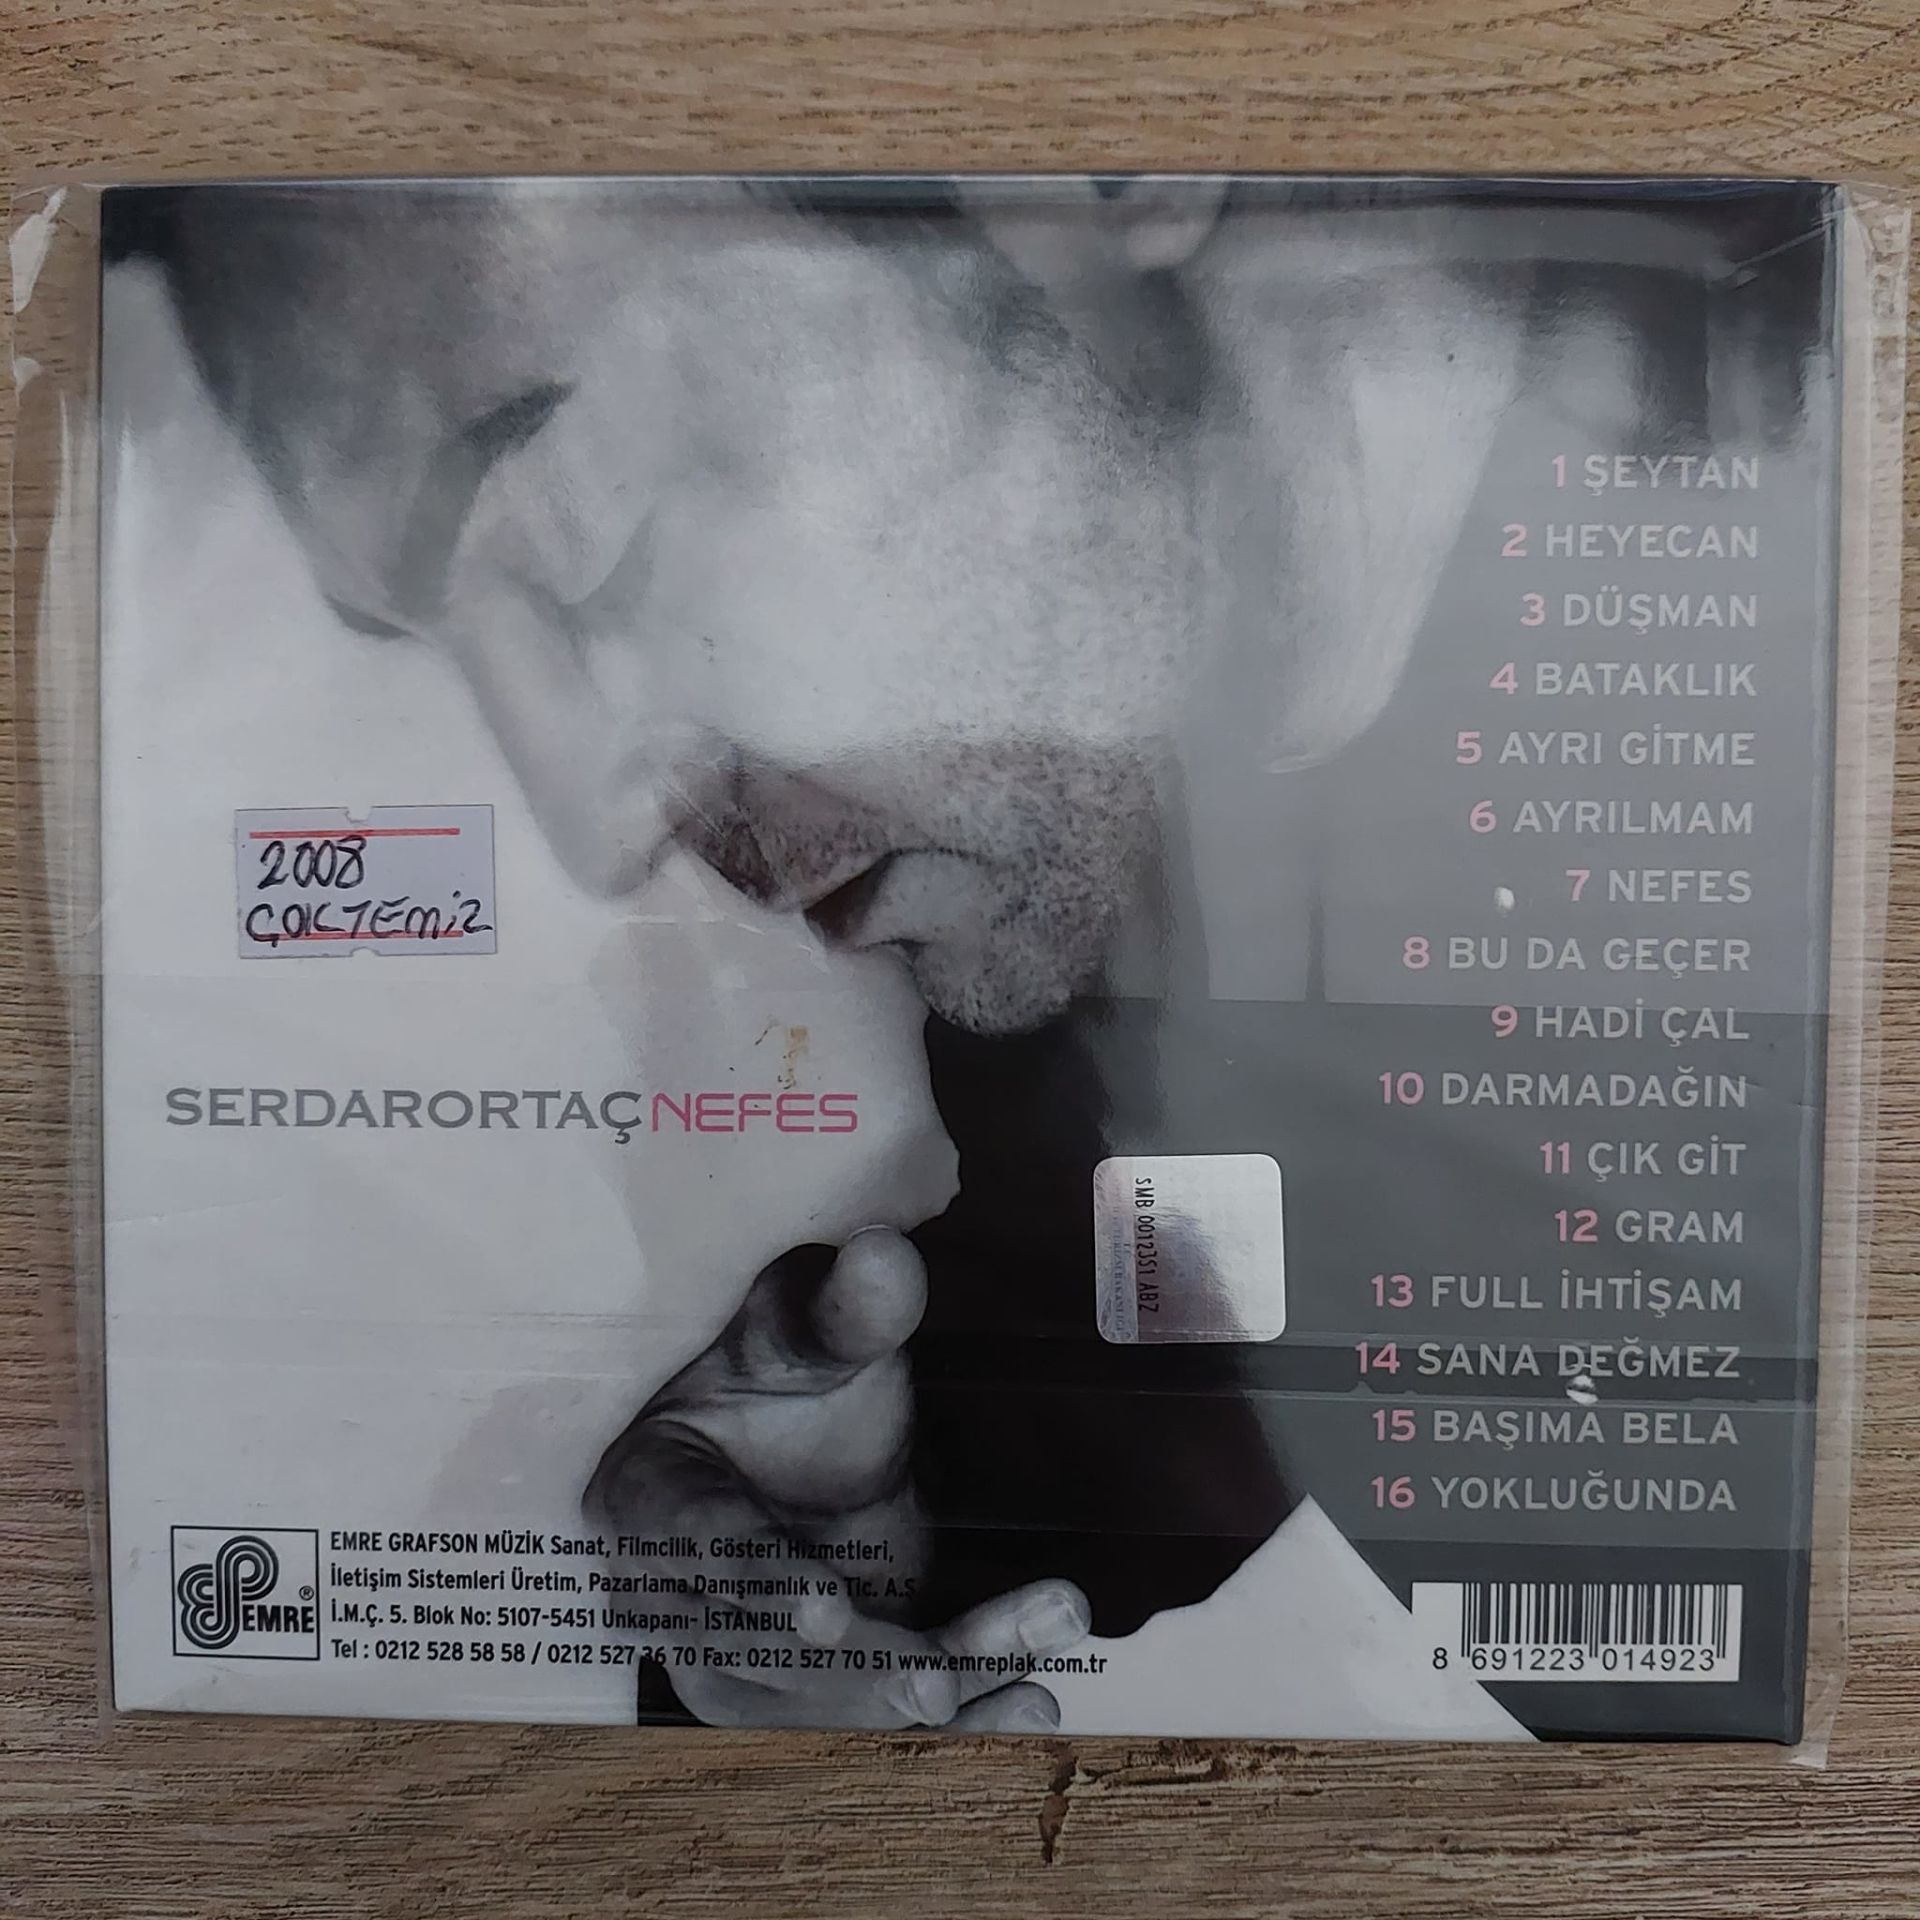 1 ŞEYTAN
2 HEYECAN
3 DÜŞMAN
4 BATAKLIK
5 AYRI GİTME
6 AYRILMAM
7 NEFES
8 BU DA GEÇER
9 HADİ ÇAL
10 DARMADAĞIN
11 ÇIK GİT
12 GRAM
13 FULL İHTİŞAM
14 SANA DEĞMEZ
15 BAŞIMA BELA
16 YOKLUĞUNDA
2008
ÇOKTEMİZ
SERDARORTAÇNEFES
SMB 0012351 ABZ
EMRE ®
EMRE GRAFSON MÜZİK Sanat, Filmcilik, Gösteri Hizmetleri,
İletişim Sistemleri Üretim, Pazarlama Danışmanlık ve Tic. A.Ş
İ.M.Ç. 5. Blok No: 5107-5451 Unkapanı- İSTANBUL
Tel : 0212 528 58 58 / 0212 527 36 70 Fax: 0212 527 70 51 www.emreplak.com.tr
8 691223 014923